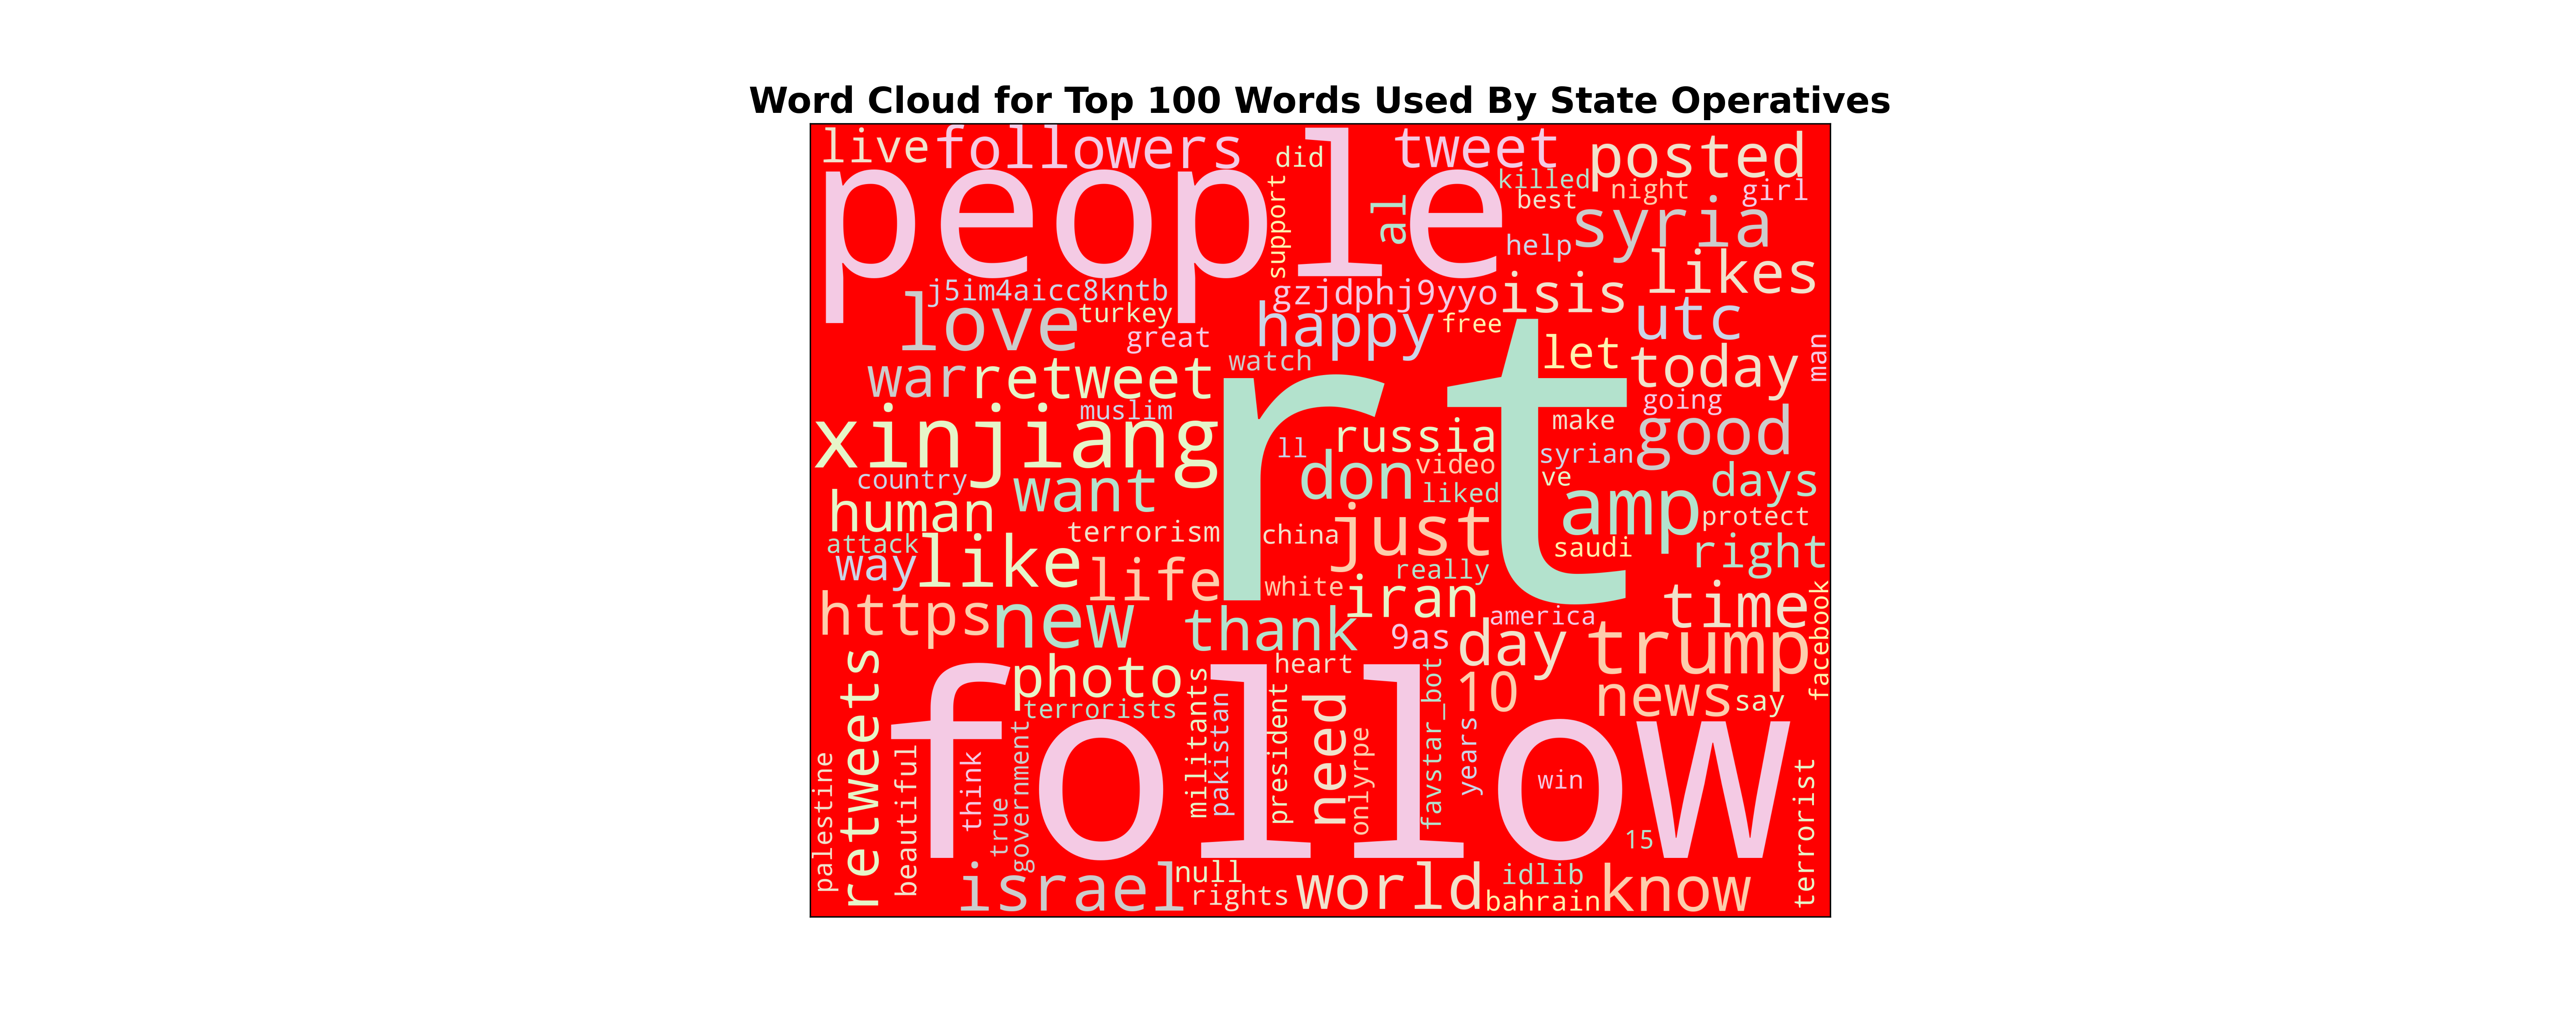 Word Cloud for Top 100 Words Used By State Operatives
live
followers
did
tweet
posted
people
support
al
killed
night
girl
best
syria
help
likes
j5im4aicc8kntb
gzjdphj9yyo
isis
love
turkey
great
happy
free
utc
watch
let
today
man
war
retweet
rt
going
muslim
xinjiang
russia
make
good
ll
don
video
syrian
country
want
liked
ve
amp
days
human
just
protect
attack
terrorism
china
saudi
right
way
like
life
white
really
iran
time
facebook
https
new
thank
9as
america
day
trump
photo
heart
10
news
say
retweets
terrorists
militants
pakistan
president
need
onlyrpe
favstar_bot
years
follow
palestine
beautiful
think
true
government
win
15
terrorist
israel
null
rights
world
idlib
bahrain
know